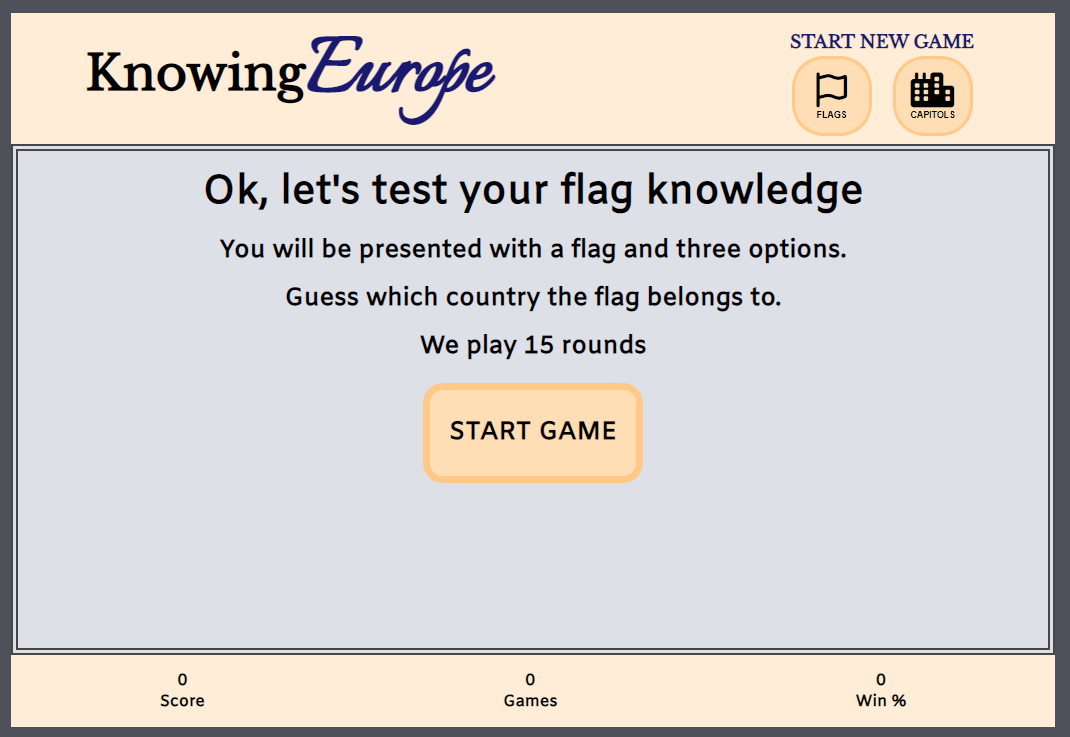 KnowingEurope
START NEW GAME
FLAGS
CAPITOLS
Ok, let's test your flag knowledge
You will be presented with a flag and three options.
Guess which country the flag belongs to.
We play 15 rounds
START GAME
0
Score
0
Games
0
Win %